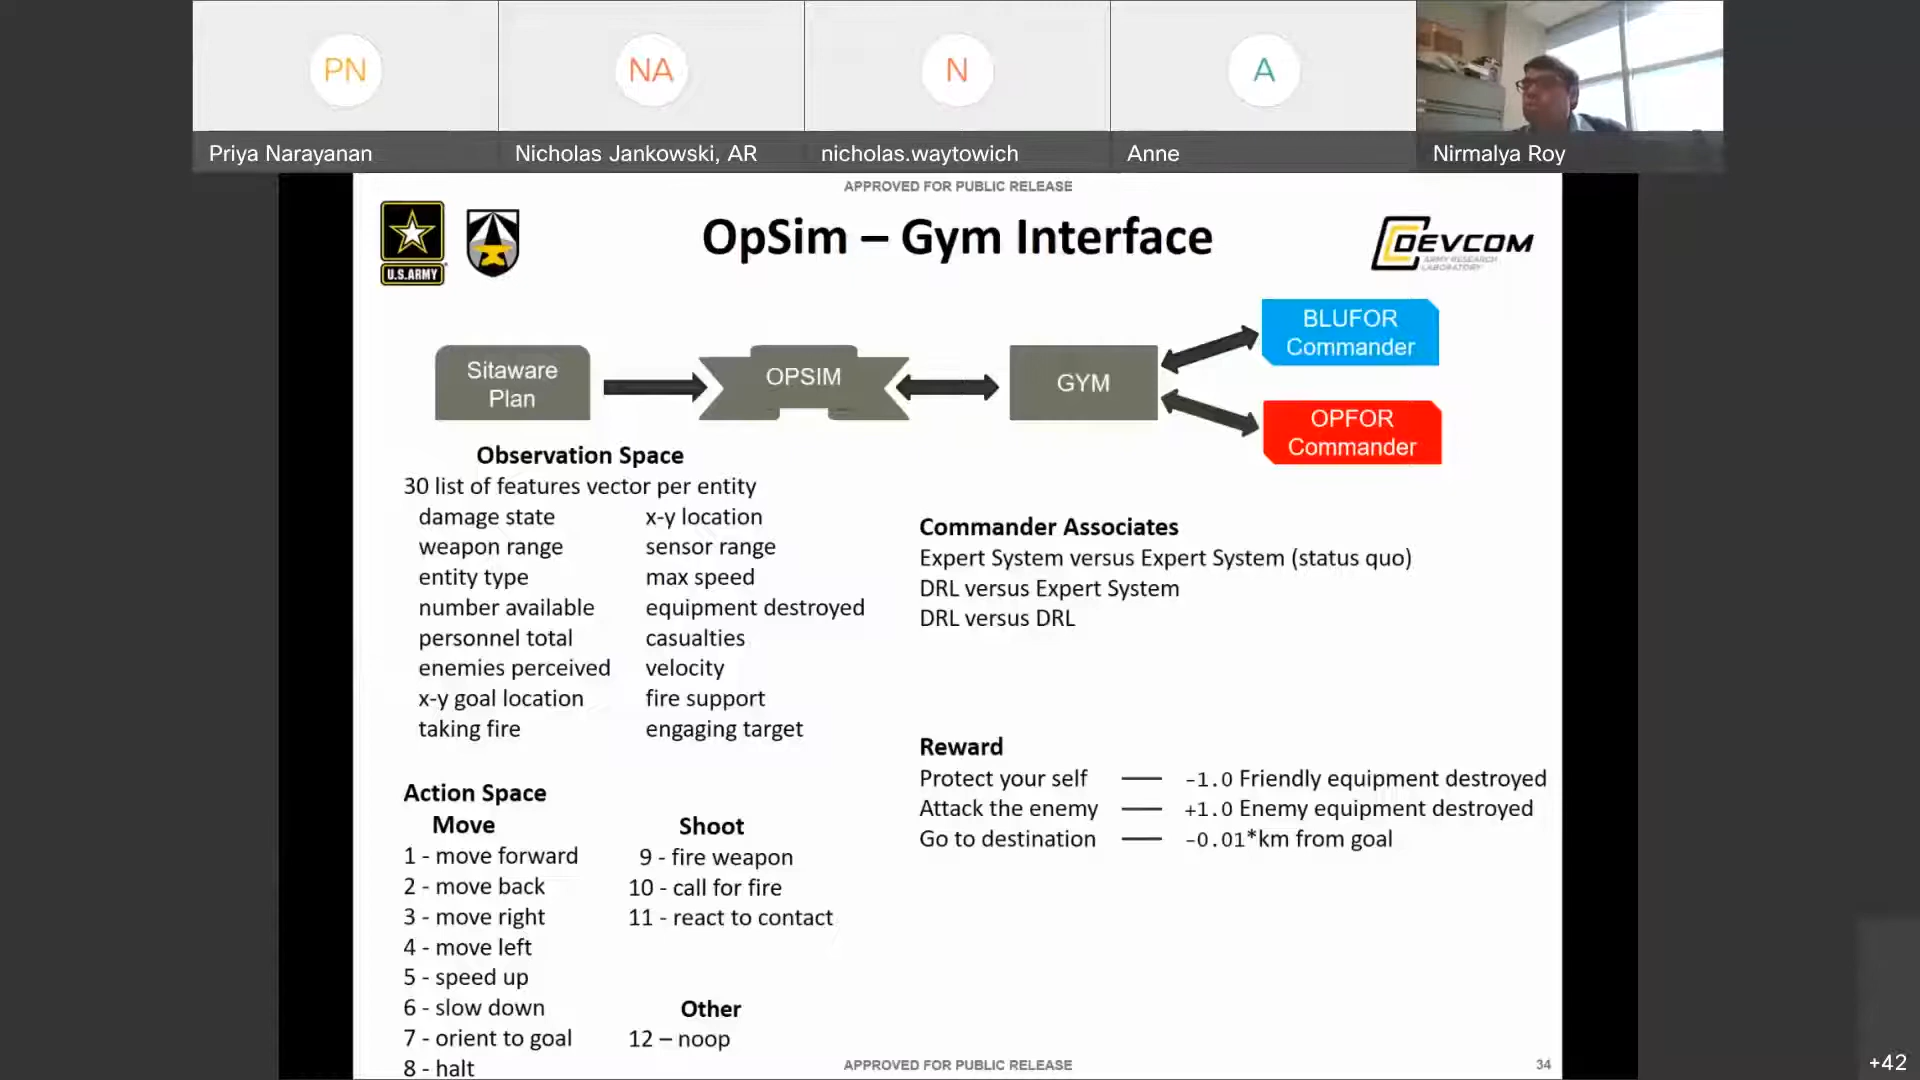 PN
NA
N
A
Priya Narayanan
Nicholas Jankowski, AR
nicholas.waytowich
Anne
Nirmalya Roy
APPROVED FOR PUBLIC RELEASE
U.S.ARMY
OpSim – Gym Interface
DEVCOM
ARMY RESEARCH
LABORATORY
Sitaware
Plan
OPSIM
GYM
BLUFOR
Commander
OPFOR
Commander
Observation Space
30 list of features vector per entity
damage state x-y location
weapon range sensor range
entity type max speed
number available equipment destroyed
personnel total casualties
enemies perceived velocity
x-y goal location fire support
taking fire engaging target
Commander Associates
Expert System versus Expert System (status quo)
DRL versus Expert System
DRL versus DRL
Reward
Protect your self -1.0 Friendly equipment destroyed
Attack the enemy +1.0 Enemy equipment destroyed
Go to destination -0.01*km from goal
Action Space
Move
1 - move forward
2 - move back
3 - move right
4 - move left
5 - speed up
6 - slow down
7 - orient to goal
8 - halt
Shoot
9 - fire weapon
10 - call for fire
11 - react to contact
Other
12 – noop
APPROVED FOR PUBLIC RELEASE
34
+42